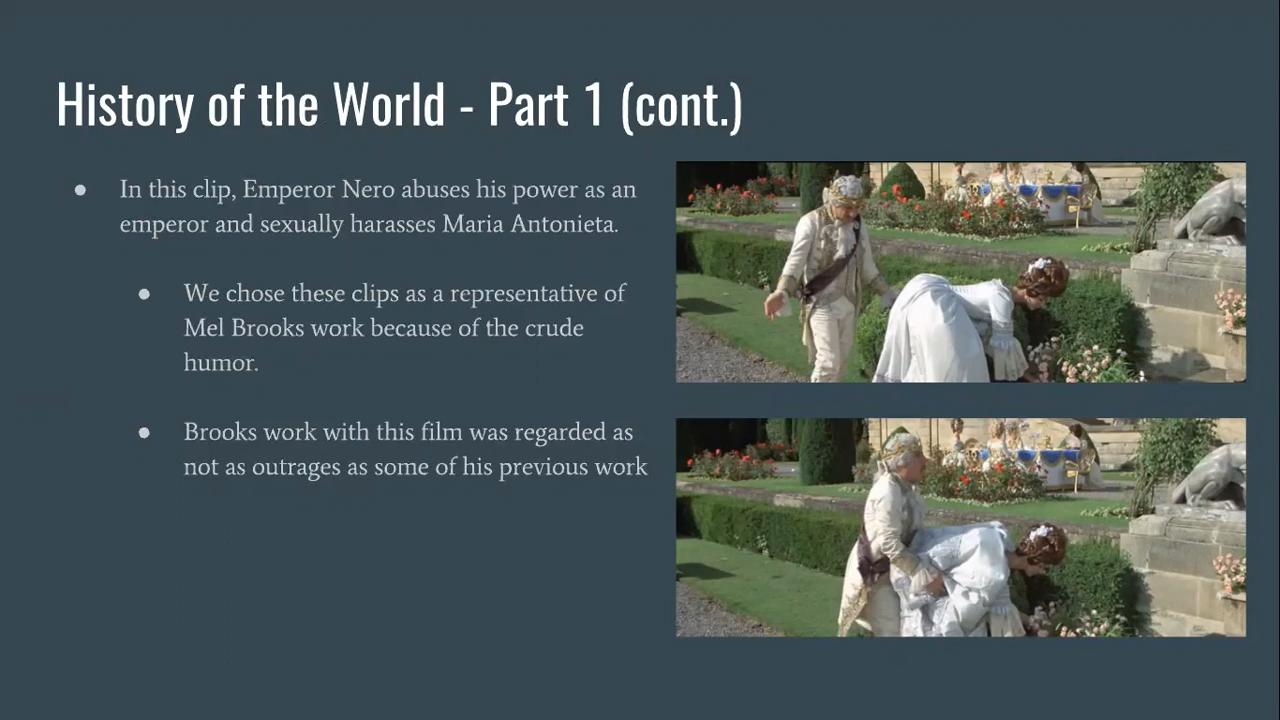 History of the World - Part 1 (cont.)
● In this clip, Emperor Nero abuses his power as an
emperor and sexually harasses Maria Antonieta.
● We chose these clips as a representative of
Mel Brooks work because of the crude
humor.
● Brooks work with this film was regarded as
not as outrages as some of his previous work